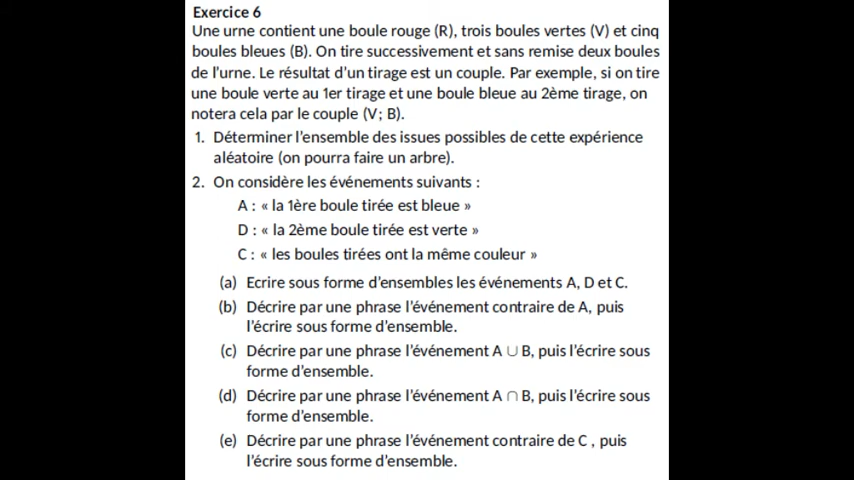 Exercice 6
Une urne contient une boule rouge (R), trois boules vertes (V) et cinq
boules bleues (B). On tire successivement et sans remise deux boules
de l’urne. Le résultat d’un tirage est un couple. Par exemple, si on tire
une boule verte au 1er tirage et une boule bleue au 2ème tirage, on
notera cela par le couple (V; B).
1. Déterminer l’ensemble des issues possibles de cette expérience
aléatoire (on pourra faire un arbre).
2. On considère les événements suivants :
A : « la 1ère boule tirée est bleue »
D : « la 2ème boule tirée est verte »
C : « les boules tirées ont la même couleur »
(a) Ecrire sous forme d’ensembles les événements A, D et C.
(b) Décrire par une phrase l’événement contraire de A, puis
l’écrire sous forme d’ensemble.
(c) Décrire par une phrase l’événement A ∪ B, puis l’écrire sous
forme d’ensemble.
(d) Décrire par une phrase l’événement A ∩ B, puis l’écrire sous
forme d’ensemble.
(e) Décrire par une phrase l’événement contraire de C , puis
l’écrire sous forme d’ensemble.